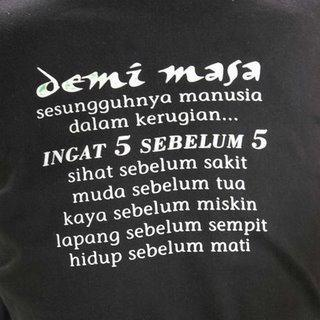 demi masa
sesungguhnya manusia
dalam kerugian...
INGAT 5 SEBELUM 5
sihat sebelum sakit
muda sebelum tua
kaya sebelum miskin
lapang sebelum sempit
hidup sebelum mati